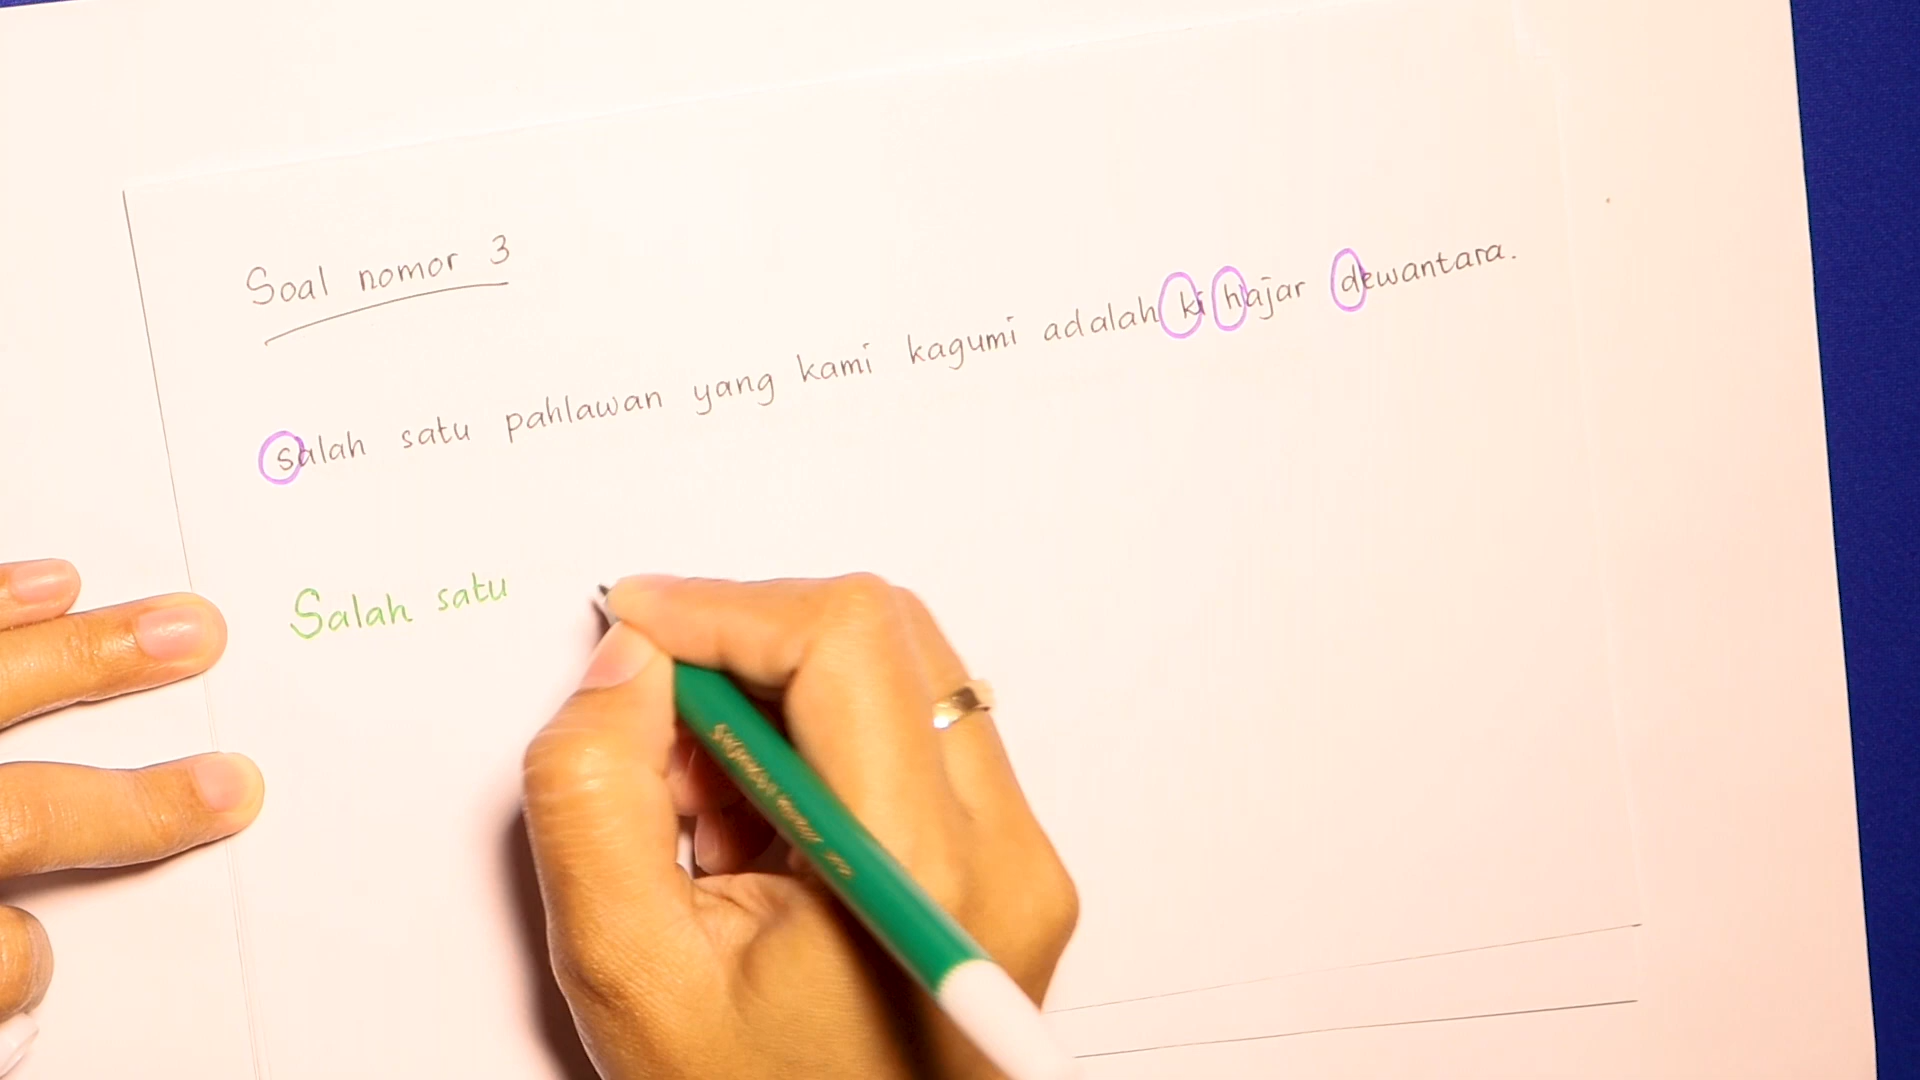 Soal nomor 3
salah satu pahlawan yang kami kagumi adalah ki hajar dewantara.
Salah satu